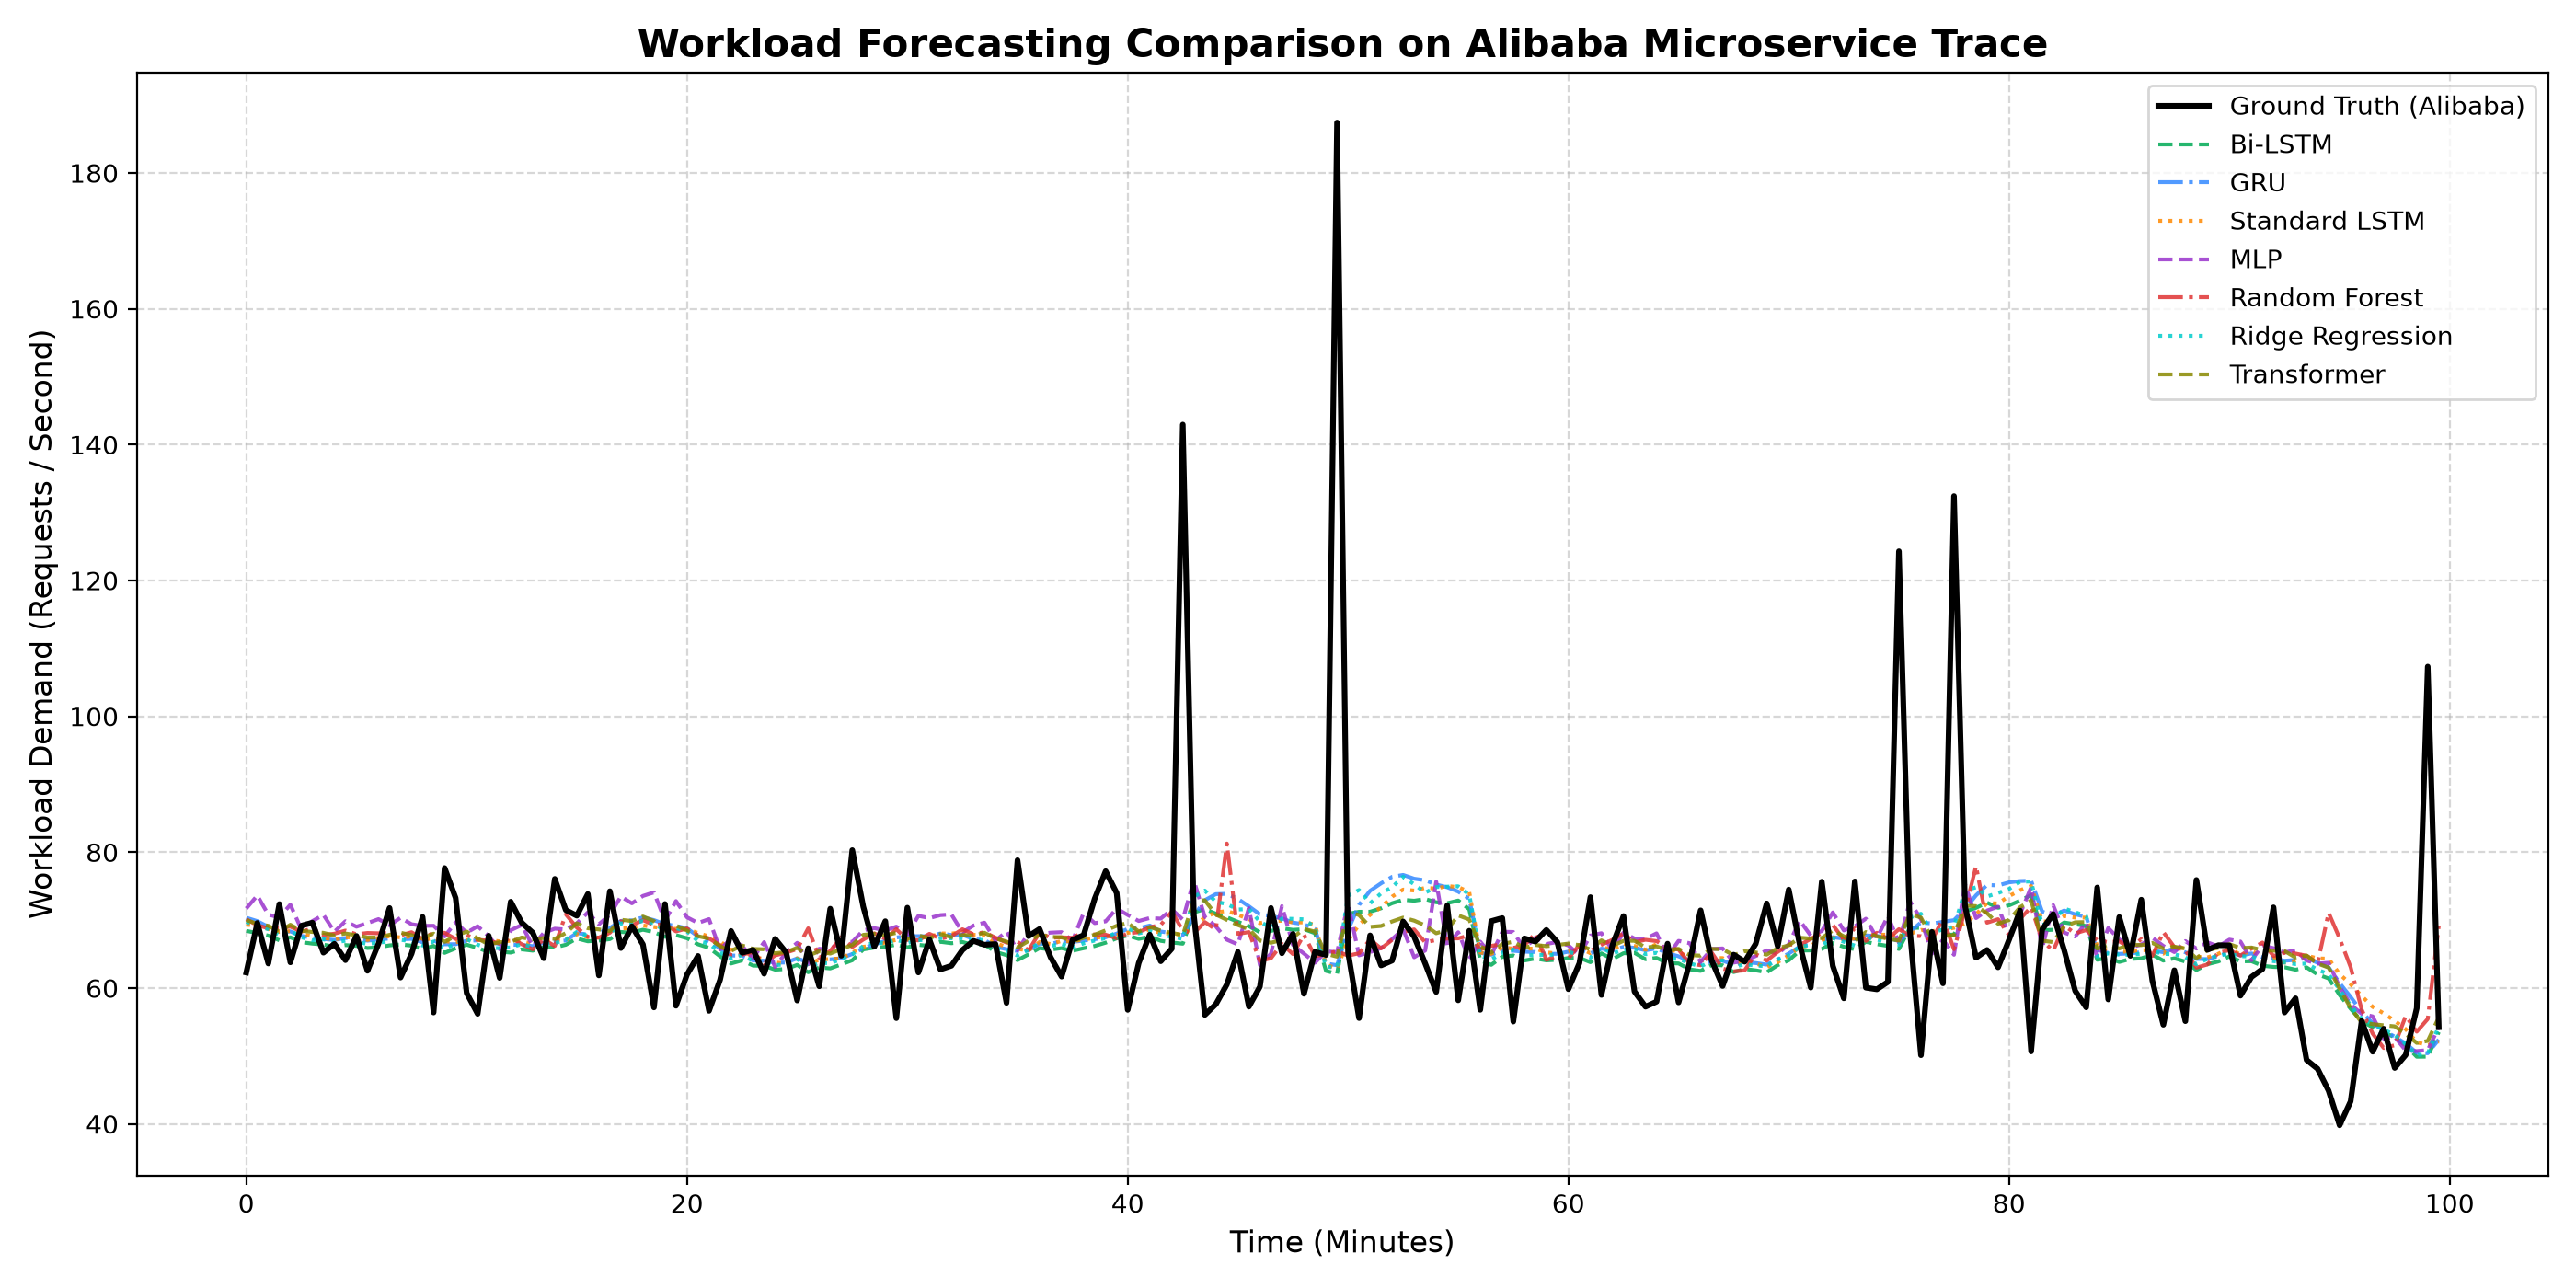 Workload Forecasting Comparison on Alibaba Microservice Trace
Workload Demand (Requests / Second)
180
160
140
120
100
80
60
40
Ground Truth (Alibaba)
Bi-LSTM
GRU
Standard LSTM
MLP
Random Forest
Ridge Regression
Transformer
0 20 40 60 80 100
Time (Minutes)